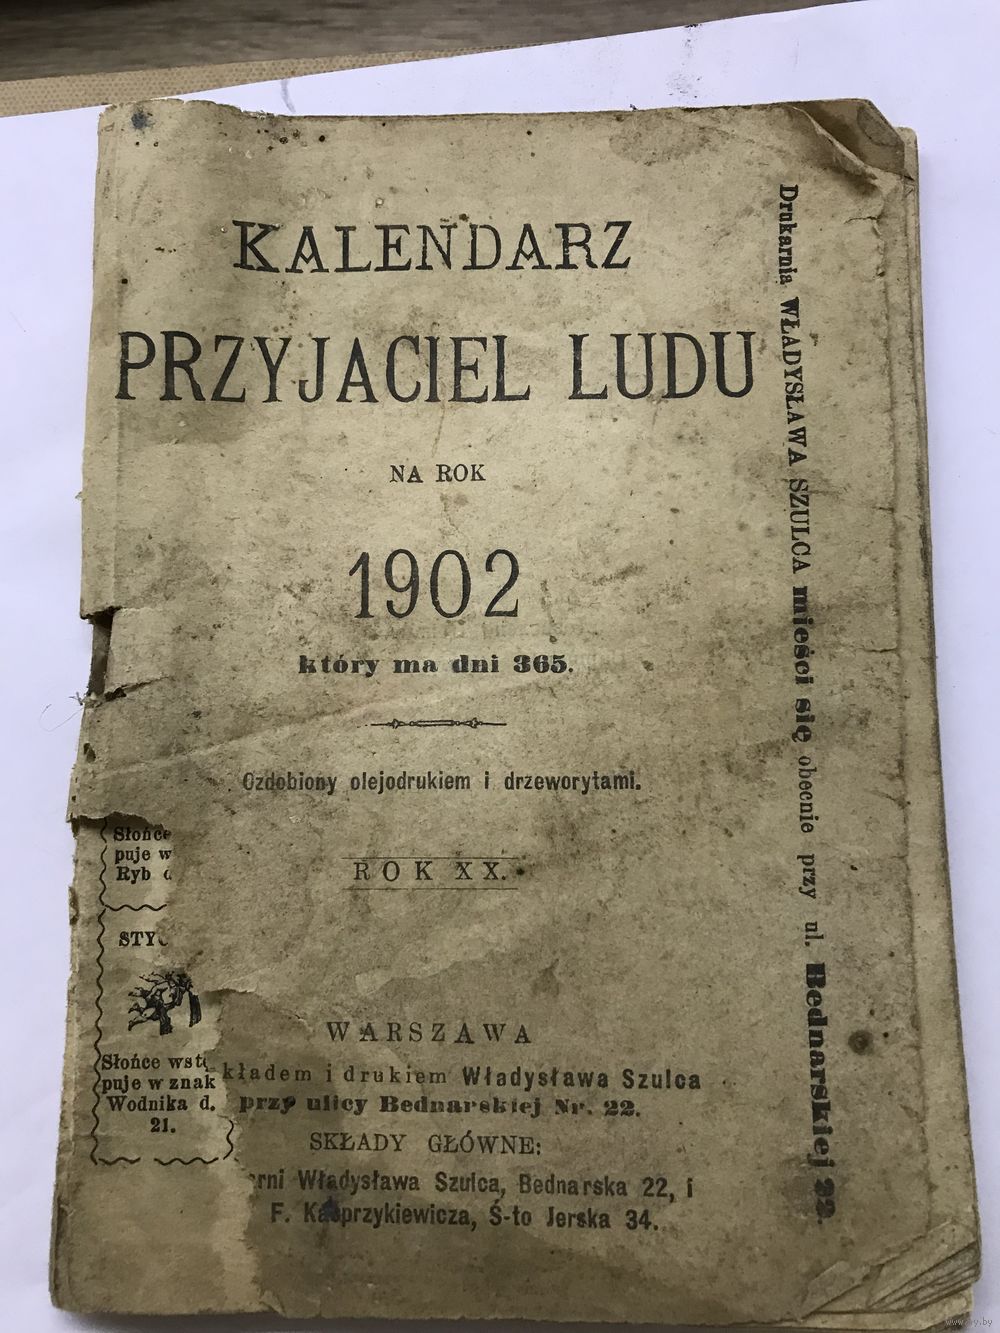 KALENDARZ
PRZYJACIEL LUDU
NA ROK
1902
który ma dni 365.
Ozdobiony olejodrukiem i drzeworytami.
ROK XX.
WARSZAWA
kładem i drukiem Władysława Szulca
przy ulicy Bednarskiej Nr. 22.
SKŁADY GŁÓWNE:
rni Władysława Szulca, Bednarska 22, i
F. Kasprzykiewicza, Ś-to Jerska 34.
Drukarnia WŁADYSŁAWA SZULCA mieści się obecnie przy ul. Bednarskiej 22.
Słońce
puje w
Ryb d
STYC
Słońce wstę
puje w znak
Wodnika d.
21.